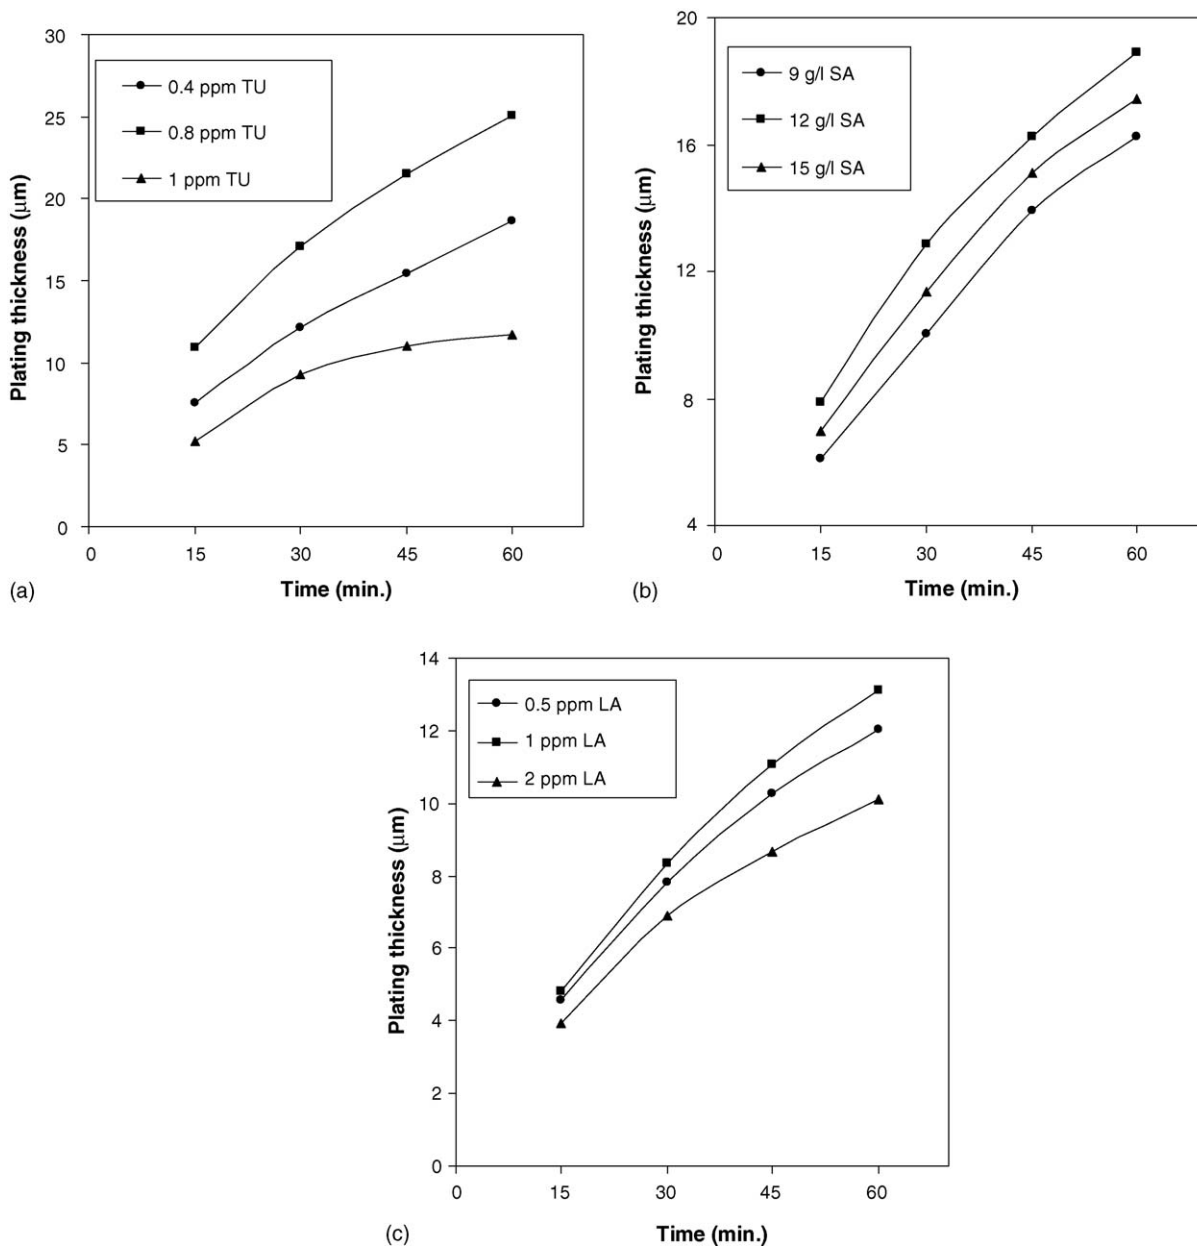 30
25
20
15
10
5
0
Plating thickness (μm)
0.4 ppm TU
0.8 ppm TU
1 ppm TU
0 15 30 45 60
Time (min.)
(a)
20
16
12
8
4
Plating thickness (μm)
9 g/l SA
12 g/l SA
15 g/l SA
0 15 30 45 60
Time (min.)
(b)
14
12
10
8
6
4
2
0
Plating thickness (μm)
0.5 ppm LA
1 ppm LA
2 ppm LA
0 15 30 45 60
Time (min.)
(c)